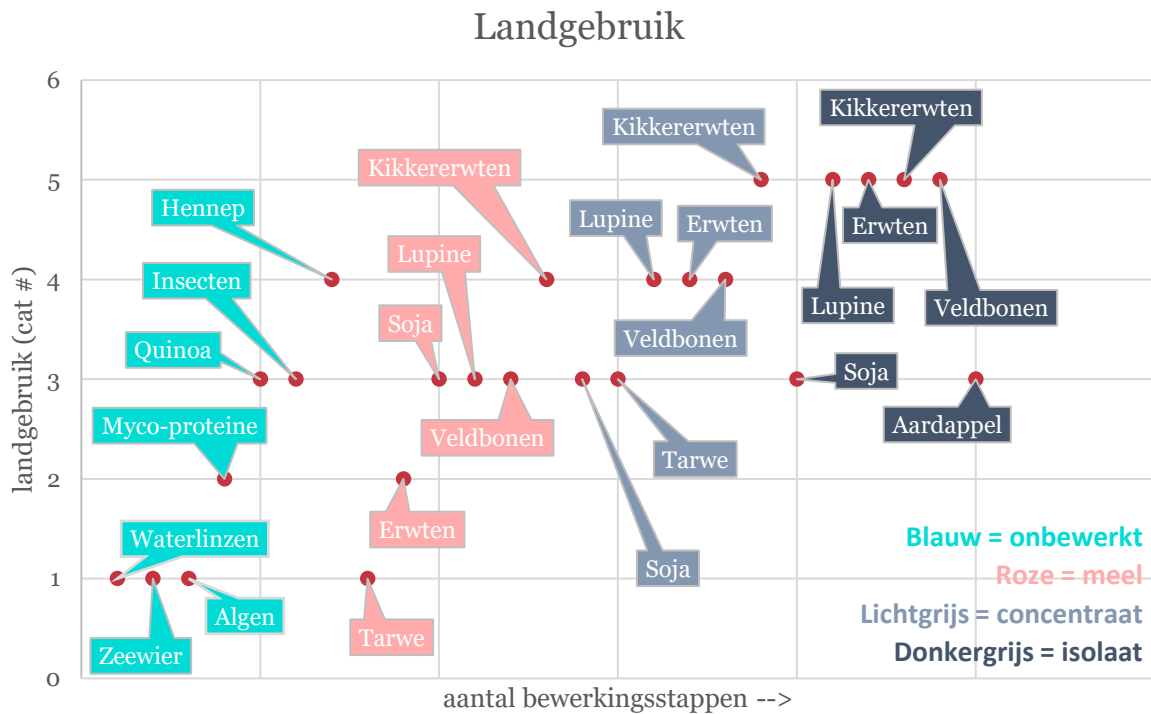 Landgebruik
6
5
4
3
2
1
0
landgebruik (cat #)
aantal bewerkingsstappen -->
Kikkererwten
Kikkererwten
Kikkererwten
Hennep
Lupine
Erwten
Erwten
Lupine
Insecten
Soja
Veldbonen
Lupine
Veldbonen
Quinoa
Soja
Myco-proteine
Veldbonen
Aardappel
Tarwe
Erwten
Waterlinzen
Soja
Algen
Tarwe
Zeewier
Blauw = onbewerkt
Roze = meel
Lichtgrijs = concentraat
Donkergrijs = isolaat